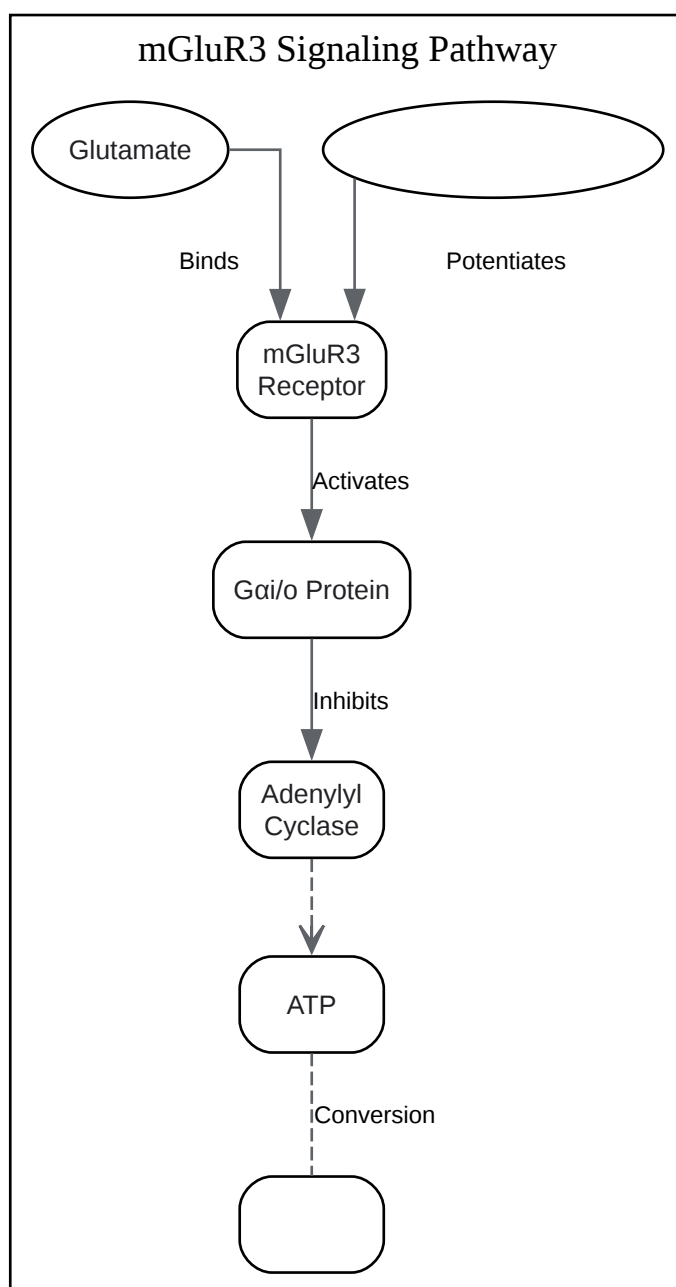 mGluR3 Signaling Pathway
Glutamate
Binds
Potentiates
mGluR3
Receptor
Activates
Gαi/o Protein
Inhibits
Adenylyl
Cyclase
ATP
Conversion